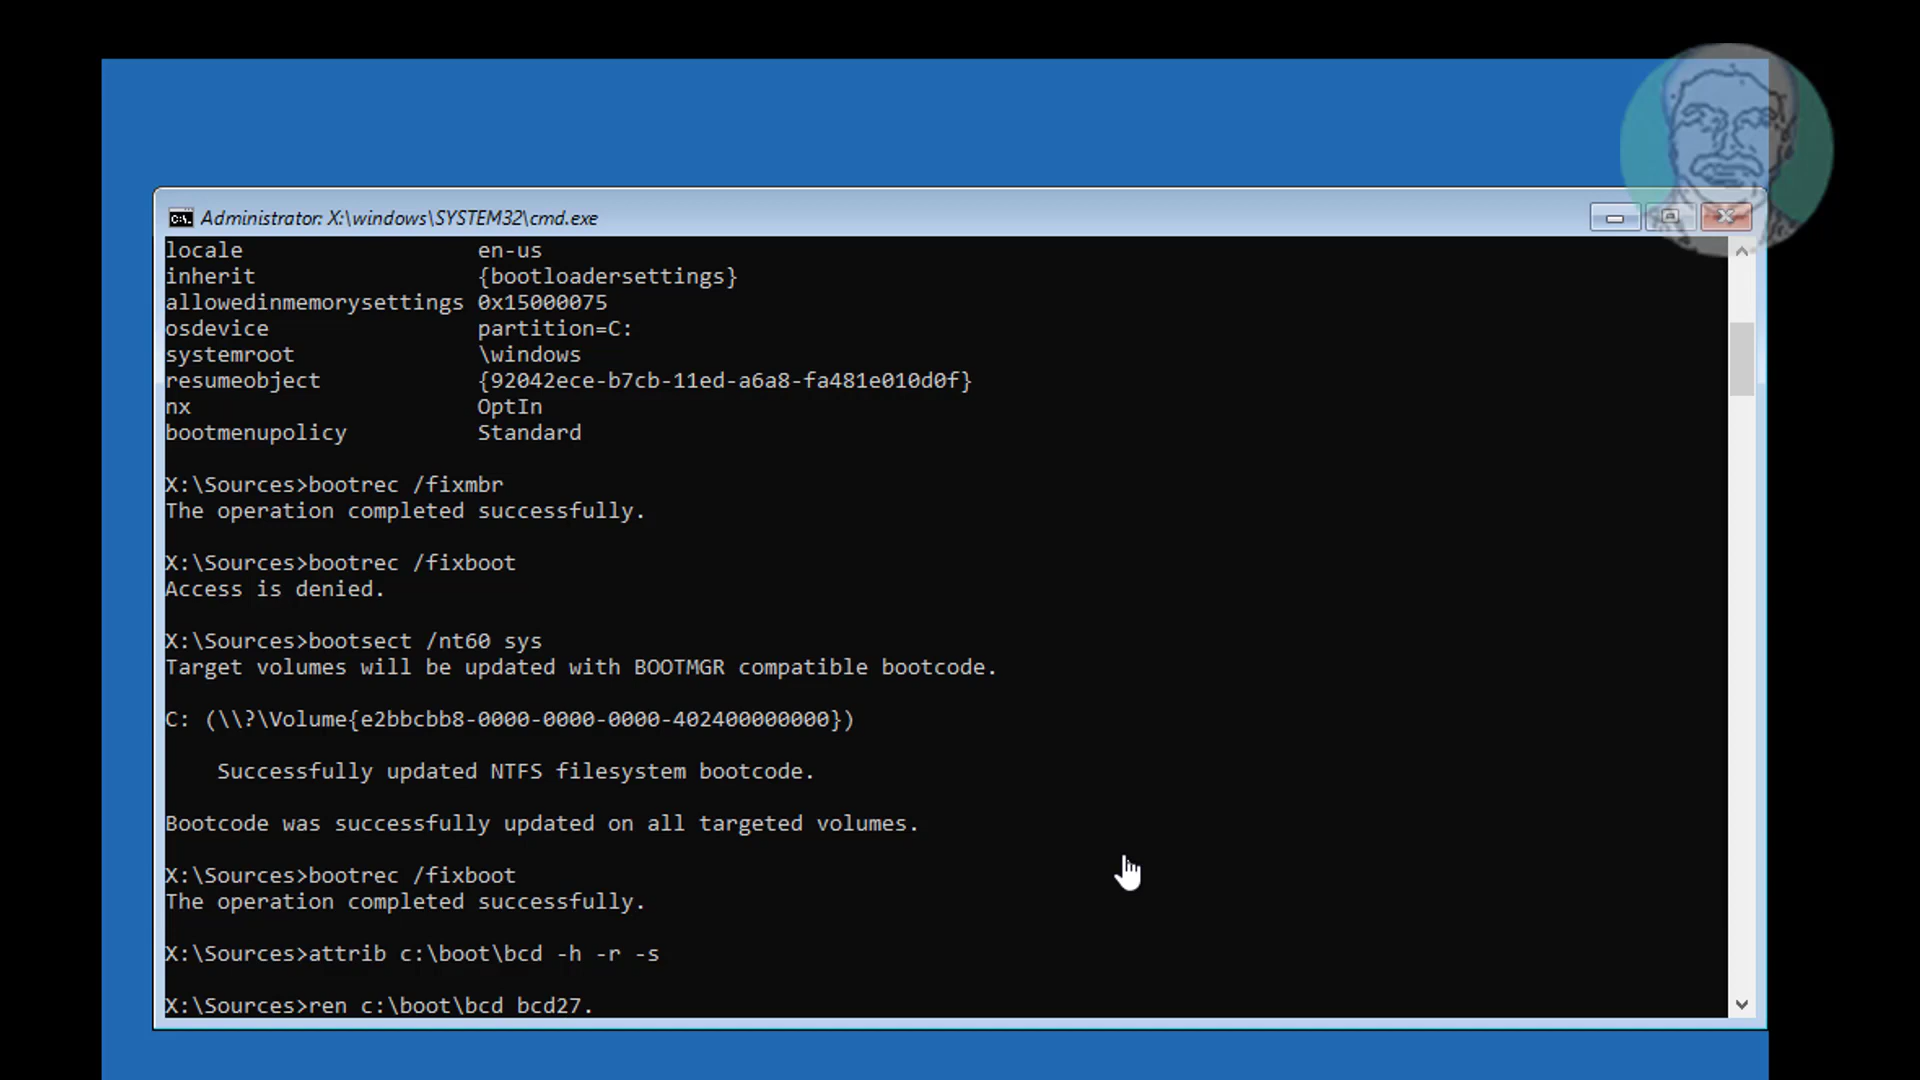 Administrator: X:\windows\SYSTEM32\cmd.exe
locale en-us
inherit {bootloadersettings}
allowedinmemorysettings 0x15000075
osdevice partition=C:
systemroot \windows
resumeobject {92042ece-b7cb-11ed-a6a8-fa481e010d0f}
nx OptIn
bootmenupolicy Standard
X:\Sources>bootrec /fixmbr
The operation completed successfully.
X:\Sources>bootrec /fixboot
Access is denied.
X:\Sources>bootsect /nt60 sys
Target volumes will be updated with BOOTMGR compatible bootcode.
C: (\\?\Volume{e2bbcbb8-0000-0000-0000-402400000000})
Successfully updated NTFS filesystem bootcode.
Bootcode was successfully updated on all targeted volumes.
X:\Sources>bootrec /fixboot
The operation completed successfully.
X:\Sources>attrib c:\boot\bcd -h -r -s
X:\Sources>ren c:\boot\bcd bcd27.